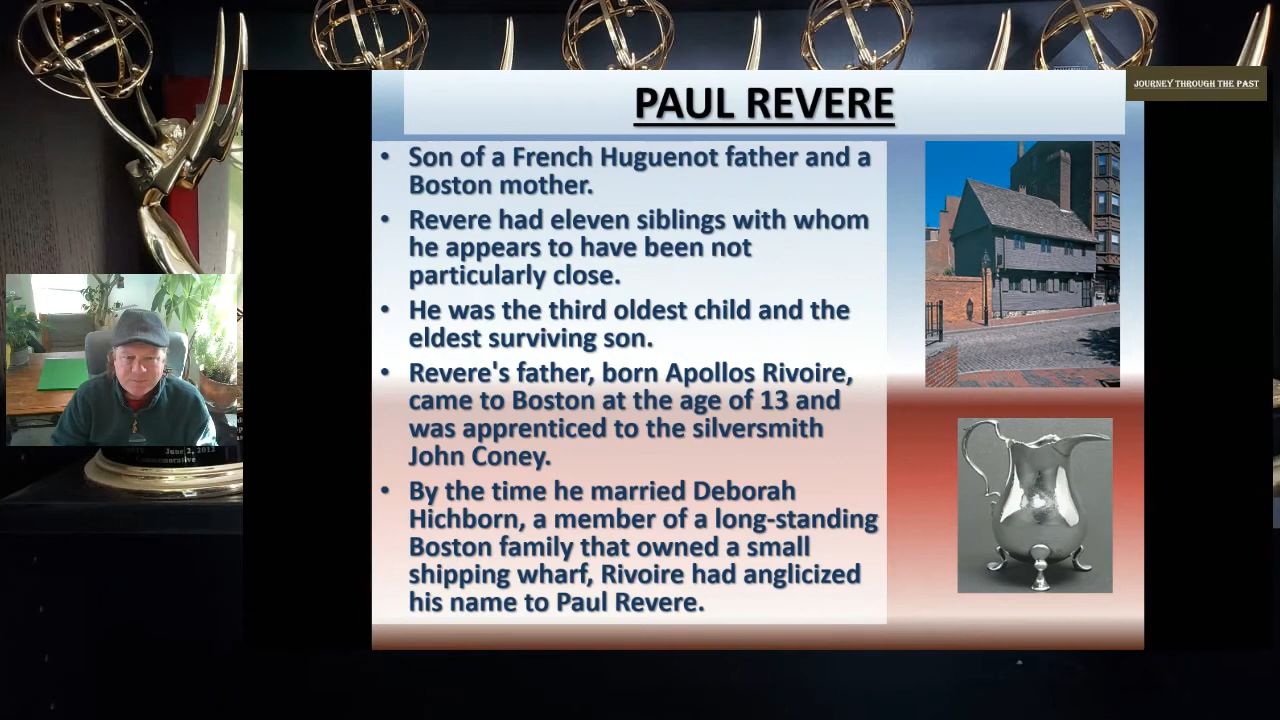 PAUL REVERE
JOURNEY THROUGH THE PAST
• Son of a French Huguenot father and a
Boston mother.
• Revere had eleven siblings with whom
he appears to have been not
particularly close.
• He was the third oldest child and the
eldest surviving son.
• Revere's father, born Apollos Rivoire,
came to Boston at the age of 13 and
was apprenticed to the silversmith
John Coney.
• By the time he married Deborah
Hichborn, a member of a long-standing
Boston family that owned a small
shipping wharf, Rivoire had anglicized
his name to Paul Revere.
June 2, 2012
Commemorative